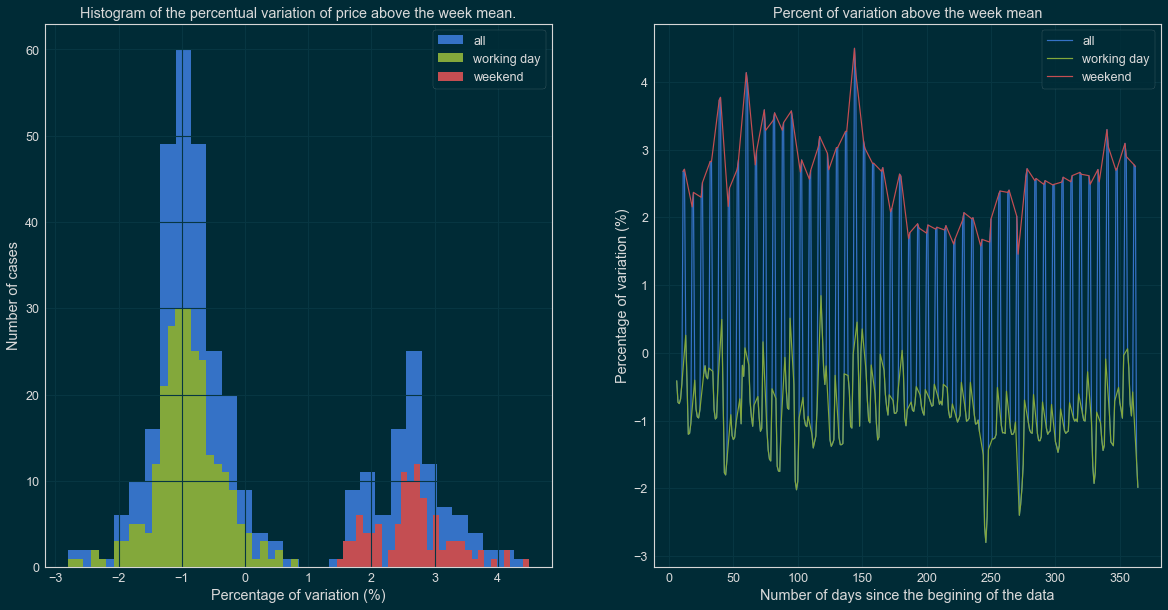 Histogram of the percentual variation of price above the week mean.
all
working day
weekend
Number of cases
60
50
40
30
20
10
0
−3
−2
−1
0
1
2
3
4
Percentage of variation (%)
Percent of variation above the week mean
all
working day
weekend
Percentage of variation (%)
4
3
2
1
0
−1
−2
−3
0
50
100
150
200
250
300
350
Number of days since the begining of the data